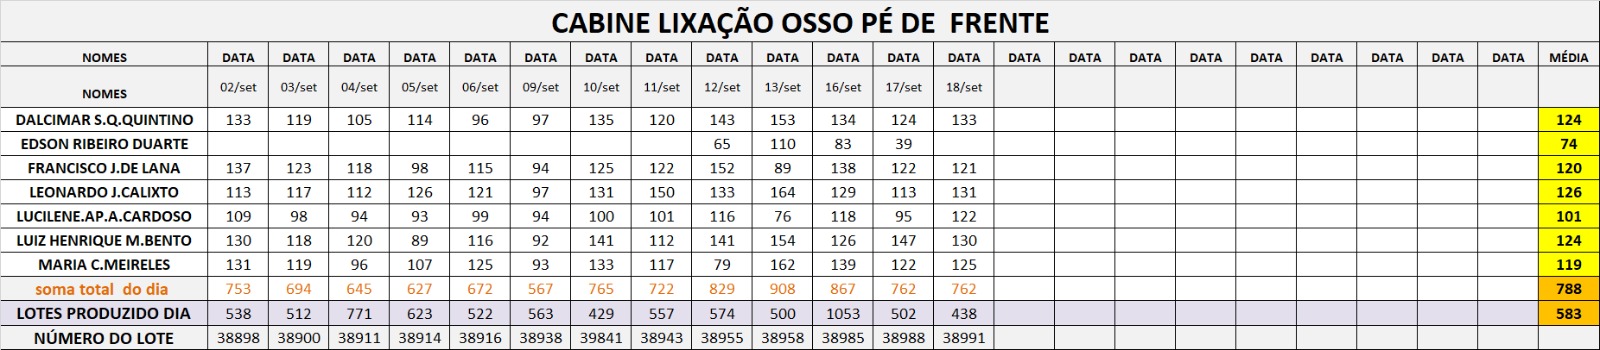 CABINE LIXAÇÃO OSSO PÉ DE FRENTE
NOMES DATA DATA DATA DATA DATA DATA DATA DATA DATA DATA DATA DATA DATA DATA DATA DATA DATA DATA DATA DATA DATA DATA MÉDIA
NOMES 02/set 03/set 04/set 05/set 06/set 09/set 10/set 11/set 12/set 13/set 16/set 17/set 18/set
DALCIMAR S.Q.QUINTINO 133 119 105 114 96 97 135 120 143 153 134 124 133 124
EDSON RIBEIRO DUARTE 65 110 83 39 74
FRANCISCO J.DE LANA 137 123 118 98 115 94 125 122 152 89 138 122 121 120
LEONARDO J.CALIXTO 113 117 112 126 121 97 131 150 133 164 129 113 131 126
LUCILENE.AP.A.CARDOSO 109 98 94 93 99 94 100 101 116 76 118 95 122 101
LUIZ HENRIQUE M.BENTO 130 118 120 89 116 92 141 112 141 154 126 147 130 124
MARIA C.MEIRELES 131 119 96 107 125 93 133 117 79 162 139 122 125 119
soma total do dia 753 694 645 627 672 567 765 722 829 908 867 762 762 788
LOTES PRODUZIDO DIA 538 512 771 623 522 563 429 557 574 500 1053 502 438 583
NÚMERO DO LOTE 38898 38900 38911 38914 38916 38938 39841 38943 38955 38958 38985 38988 38991